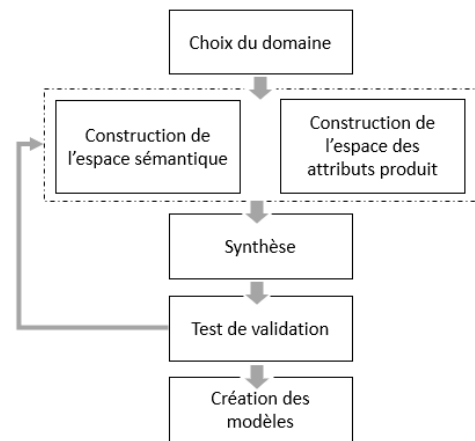 Choix du domaine
Construction de
l'espace sémantique
Construction de
l'espace des
attributs produit
Synthèse
Test de validation
Création des
modèles